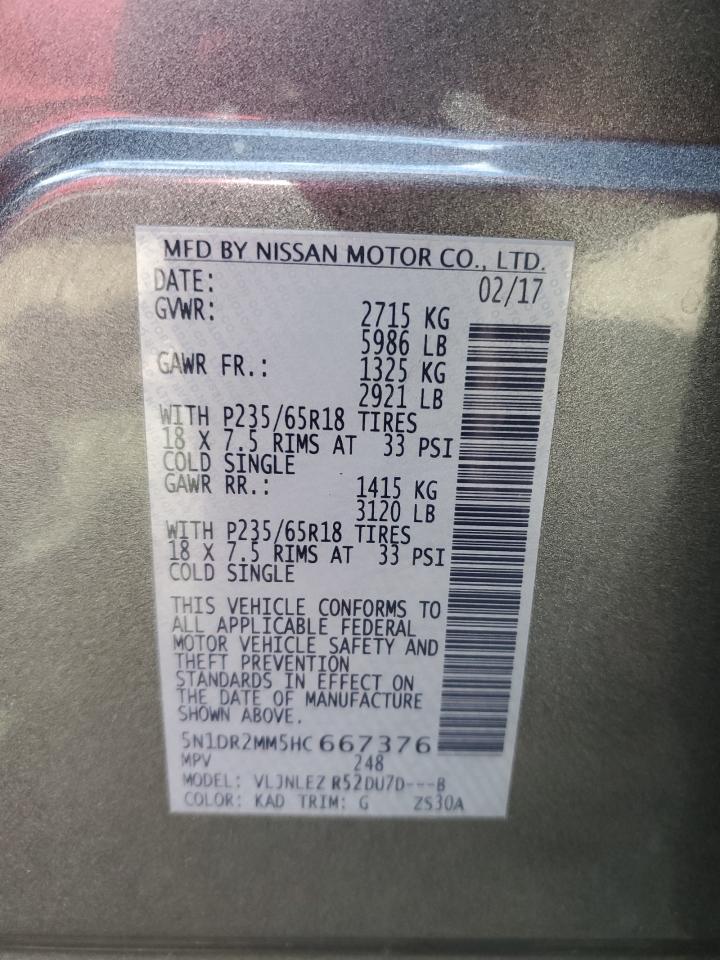 MFD BY NISSAN MOTOR CO., LTD.
DATE: 02/17
GVWR: 2715 KG
5986 LB
GAWR FR.: 1325 KG
2921 LB
WITH P235/65R18 TIRES
18 X 7.5 RIMS AT 33 PSI
COLD SINGLE
GAWR RR.: 1415 KG
3120 LB
WITH P235/65R18 TIRES
18 X 7.5 RIMS AT 33 PSI
COLD SINGLE
THIS VEHICLE CONFORMS TO
ALL APPLICABLE FEDERAL
MOTOR VEHICLE SAFETY AND
THEFT PREVENTION
STANDARDS IN EFFECT ON
THE DATE OF MANUFACTURE
SHOWN ABOVE.
5N1DR2MM5HC667376
MPV 248
MODEL: VLJNLEZ R52DU7D---B
COLOR: KAD TRIM: G ZS30A